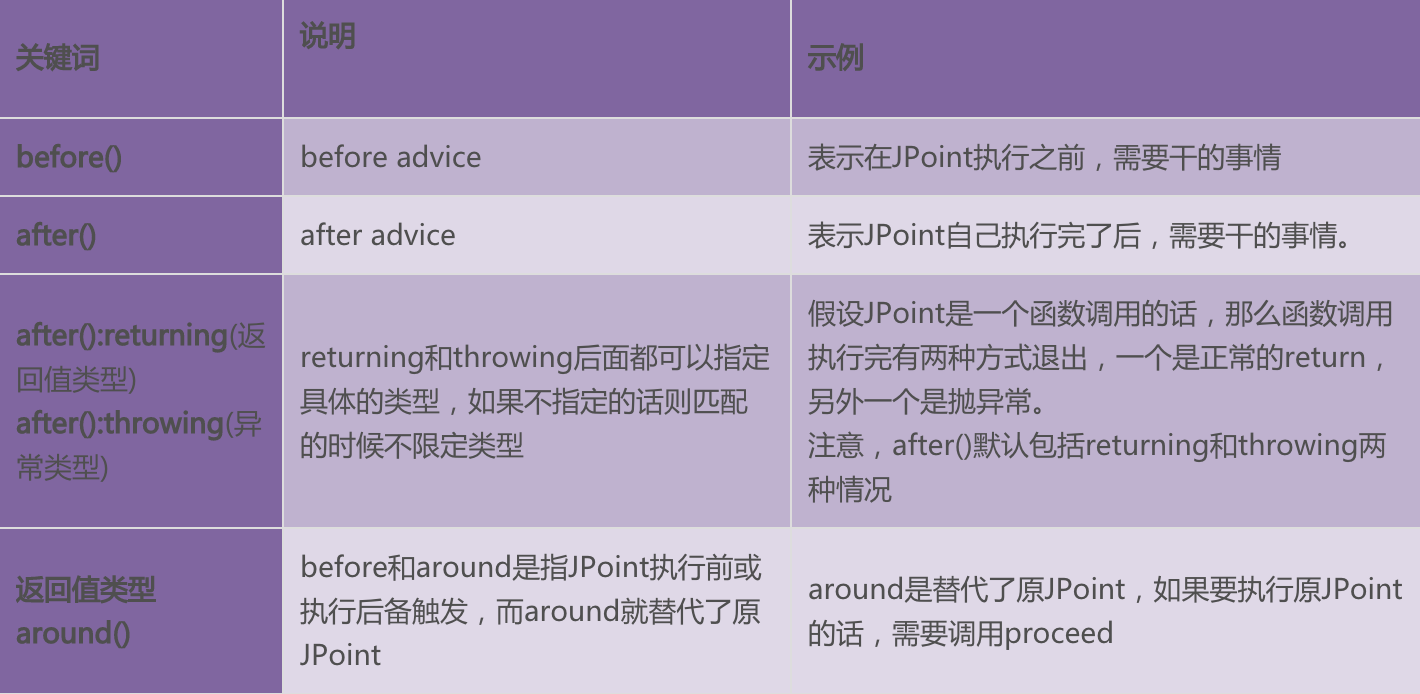 关键词
说明
示例
before()
before advice
表示在JPoint执行之前，需要干的事情
after()
after advice
表示JPoint自己执行完了后，需要干的事情。
after():returning(返
回值类型)
after():throwing(异
常类型)
returning和throwing后面都可以指定
具体的类型，如果不指定的话则匹配
的时候不限定类型
假设JPoint是一个函数调用的话，那么函数调用
执行完有两种方式退出，一个是正常的return，
另外一个是抛异常。
注意，after()默认包括returning和throwing两
种情况
返回值类型
around()
before和around是指JPoint执行前或
执行后备触发，而around就替代了原
JPoint
around是替代了原JPoint，如果要执行原JPoint
的话，需要调用proceed